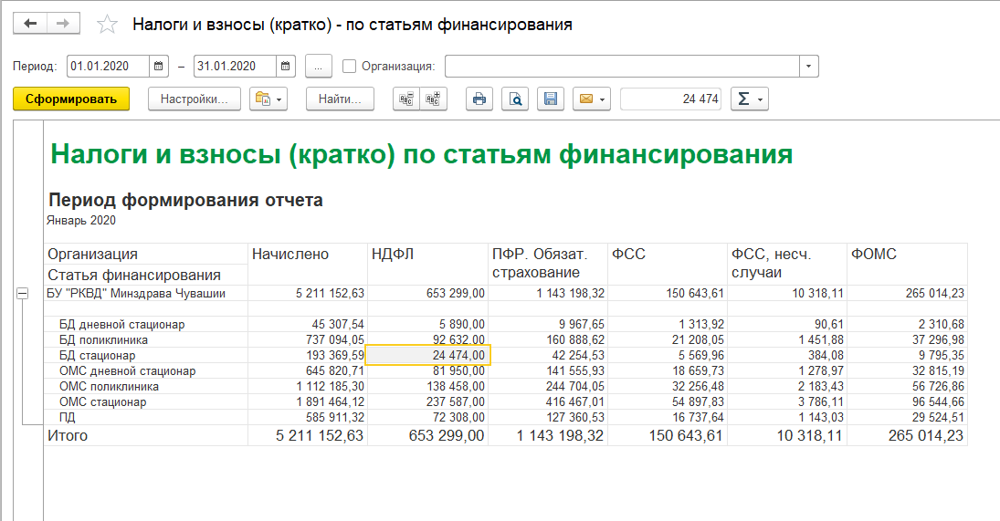 Налоги и взносы (кратко) - по статьям финансирования
Период: 01.01.2020 – 31.01.2020 ... Организация:
Сформировать Настройки... Найти... 24 474 Σ
Налоги и взносы (кратко) по статьям финансирования
Период формирования отчета
Январь 2020
Организация Начислено НДФЛ ПФР. Обязат. ФСС ФСС, несч. ФОМС
Статья финансирования страхование случаи
БУ "РКВД" Минздрава Чувашии 5 211 152,63 653 299,00 1 143 198,32 150 643,61 10 318,11 265 014,23
БД дневной стационар 45 307,54 5 890,00 9 967,65 1 313,92 90,61 2 310,68
БД поликлиника 737 094,05 92 632,00 160 888,62 21 208,05 1 451,88 37 296,98
БД стационар 193 369,59 24 474,00 42 254,53 5 569,96 384,08 9 795,35
ОМС дневной стационар 645 820,71 81 950,00 141 555,93 18 659,73 1 278,97 32 815,19
ОМС поликлиника 1 112 185,30 138 458,00 244 704,05 32 256,48 2 183,43 56 726,86
ОМС стационар 1 891 464,12 237 587,00 416 467,01 54 897,83 3 786,11 96 544,66
ПД 585 911,32 72 308,00 127 360,53 16 737,64 1 143,03 29 524,51
Итого 5 211 152,63 653 299,00 1 143 198,32 150 643,61 10 318,11 265 014,23